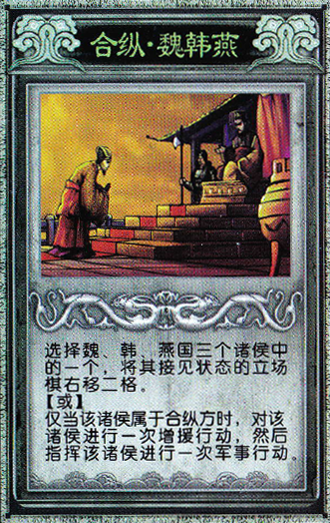 合纵·魏韩燕
选择魏、韩、燕国三个诸侯中
的一个，将其接见状态的立场
棋右移二格。
【或】
仅当该诸侯属于合纵方时，对该
诸侯进行一次增援行动，然后
指挥该诸侯进行一次军事行动。